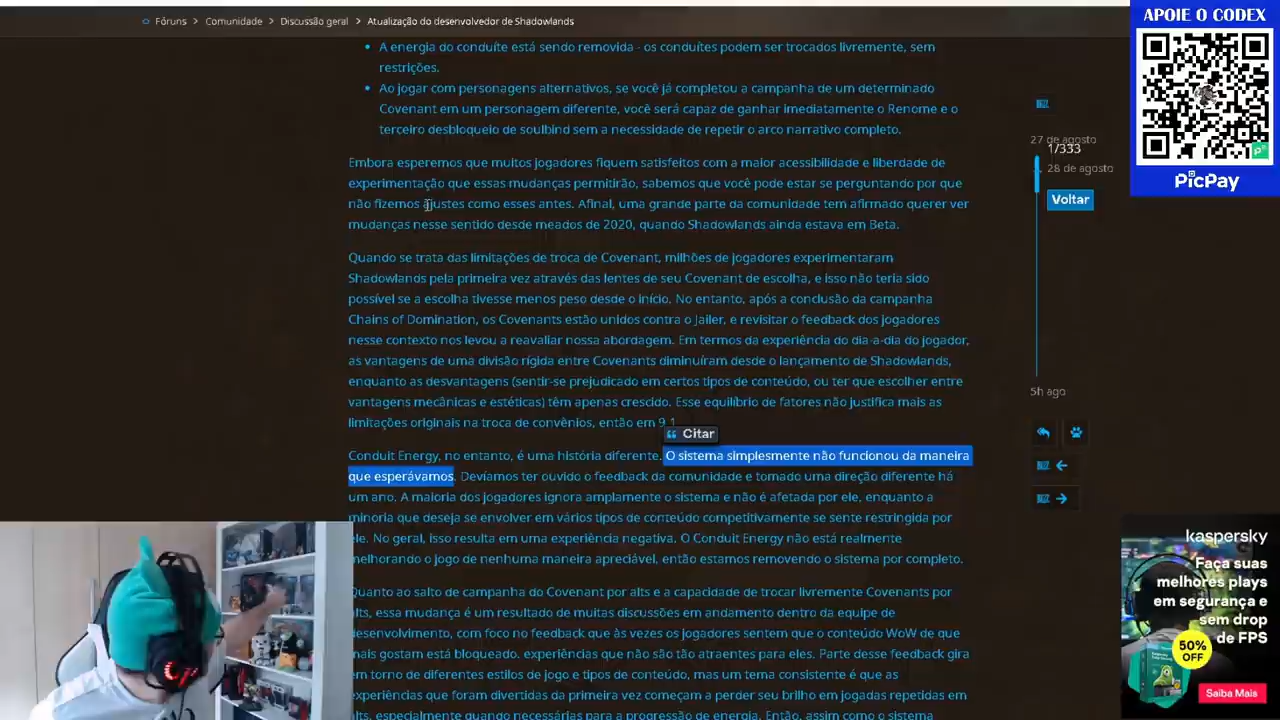 Fóruns > Comunidade > Discussão geral > Atualização do desenvolvedor de Shadowlands
A energia do conduíte está sendo removida - os conduítes podem ser trocados livremente, sem
restrições.
Ao jogar com personagens alternativos, se você já completou a campanha de um determinado
Covenant em um personagem diferente, você será capaz de ganhar imediatamente o Renome e o
terceiro desbloqueio de soulbind sem a necessidade de repetir o arco narrativo completo.
Embora esperemos que muitos jogadores fiquem satisfeitos com a maior acessibilidade e liberdade de
experimentação que essas mudanças permitirão, sabemos que você pode estar se perguntando por que
não fizemos ajustes como esses antes. Afinal, uma grande parte da comunidade tem afirmado querer ver
mudanças nesse sentido desde meados de 2020, quando Shadowlands ainda estava em Beta.
Quando se trata das limitações de troca de Covenant, milhões de jogadores experimentaram
Shadowlands pela primeira vez através das lentes de seu Covenant de escolha, e isso não teria sido
possível se a escolha tivesse menos peso desde o início. No entanto, após a conclusão da campanha
Chains of Domination, os Covenants estão unidos contra o Jailer, e revisitar o feedback dos jogadores
nesse contexto nos levou a reavaliar nossa abordagem. Em termos da experiência do dia-a-dia do jogador,
as vantagens de uma divisão rígida entre Covenants diminuíram desde o lançamento de Shadowlands,
enquanto as desvantagens (sentir-se prejudicado em certos tipos de conteúdo, ou ter que escolher entre
vantagens mecânicas e estéticas) têm apenas crescido. Esse equilíbrio de fatores não justifica mais as
limitações originais na troca de convênios, então em 9.1
Citar
Conduit Energy, no entanto, é uma história diferente. O sistema simplesmente não funcionou da maneira
que esperávamos. Devíamos ter ouvido o feedback da comunidade e tomado uma direção diferente há
um ano. A maioria dos jogadores ignora amplamente o sistema e não é afetada por ele, enquanto a
minoria que deseja se envolver em vários tipos de conteúdo competitivamente se sente restringida por
ele. No geral, isso resulta em uma experiência negativa. O Conduit Energy não está realmente
melhorando o jogo de nenhuma maneira apreciável, então estamos removendo o sistema por completo.
Quanto ao salto de campanha do Covenant por alts e a capacidade de trocar livremente Covenants por
alts, essa mudança é um resultado de muitas discussões em andamento dentro da equipe de
desenvolvimento, com foco no feedback que às vezes os jogadores sentem que o conteúdo WoW de que
mais gostam está bloqueado. experiências que não são tão atraentes para eles. Parte desse feedback gira
em torno de diferentes estilos de jogo e tipos de conteúdo, mas um tema consistente é que as
experiências que foram divertidas da primeira vez começam a perder seu brilho em jogadas repetidas em
alts, especialmente quando necessárias para a progressão de energia. Então, assim como o sistema
27 de agosto
1/333
28 de agosto
Voltar
5h ago
APOIE O CODEX
PicPay
kaspersky
Faça suas
melhores plays
em segurança e
sem drop
de FPS
50%
OFF
Saiba Mais